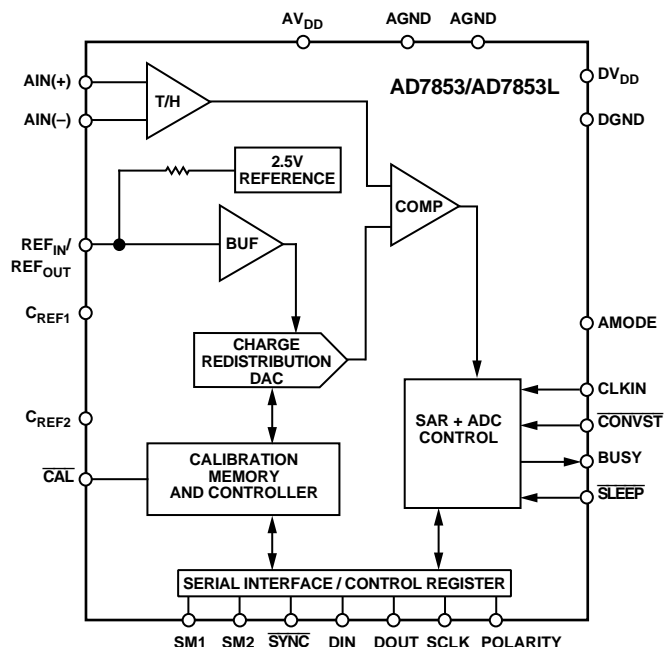 AVDD AGND AGND
AIN(+)
AIN(–)
T/H
AD7853/AD7853L
DVDD
DGND
2.5V
REFERENCE
COMP
BUF
REFIN/
REFOUT
CREF1
AMODE
CHARGE
REDISTRIBUTION
DAC
CLKIN
CONVST
BUSY
SLEEP
SAR + ADC
CONTROL
CREF2
CAL
CALIBRATION
MEMORY
AND CONTROLLER
SERIAL INTERFACE / CONTROL REGISTER
SM1 SM2 SYNC DIN DOUT SCLK POLARITY